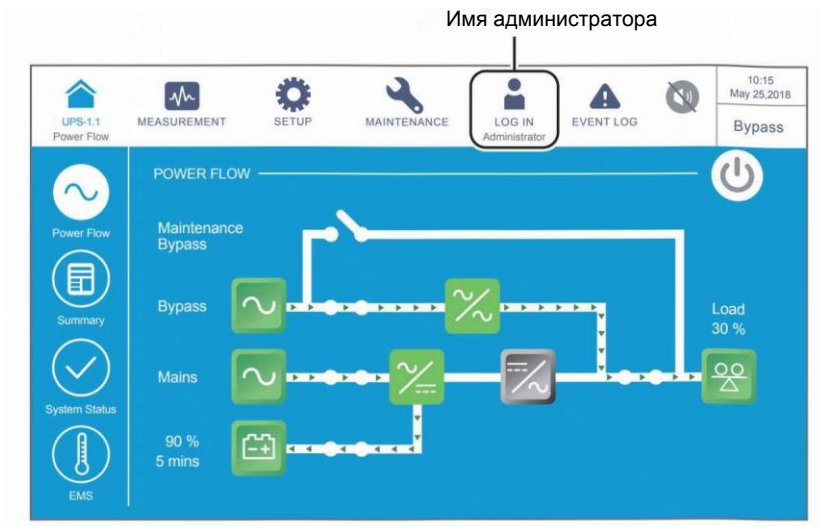 Имя администратора
10:15
May 25,2018
UPS-1.1
Power Flow
MEASUREMENT
SETUP
MAINTENANCE
LOG IN
Administrator
EVENT LOG
Bypass
POWER FLOW
Power Flow
Maintenance
Bypass
Summary
Bypass
Load
30 %
Mains
System Status
90 %
5 mins
EMS